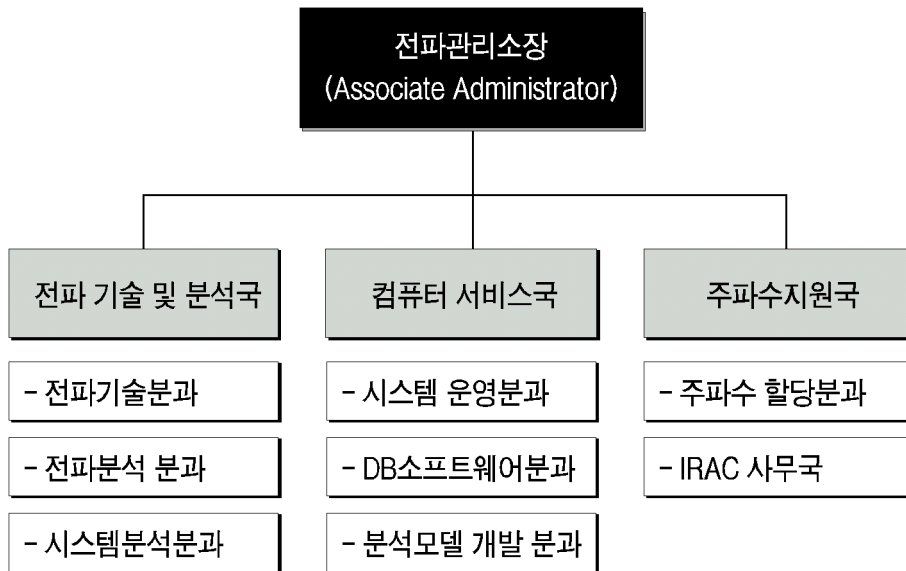 전파관리소장
(Associate Administrator)
전파 기술 및 분석국
- 전파기술분과
- 전파분석 분과
- 시스템분석분과
컴퓨터 서비스국
- 시스템 운영분과
- DB소프트웨어분과
- 분석모델 개발 분과
주파수지원국
- 주파수 할당분과
- IRAC 사무국